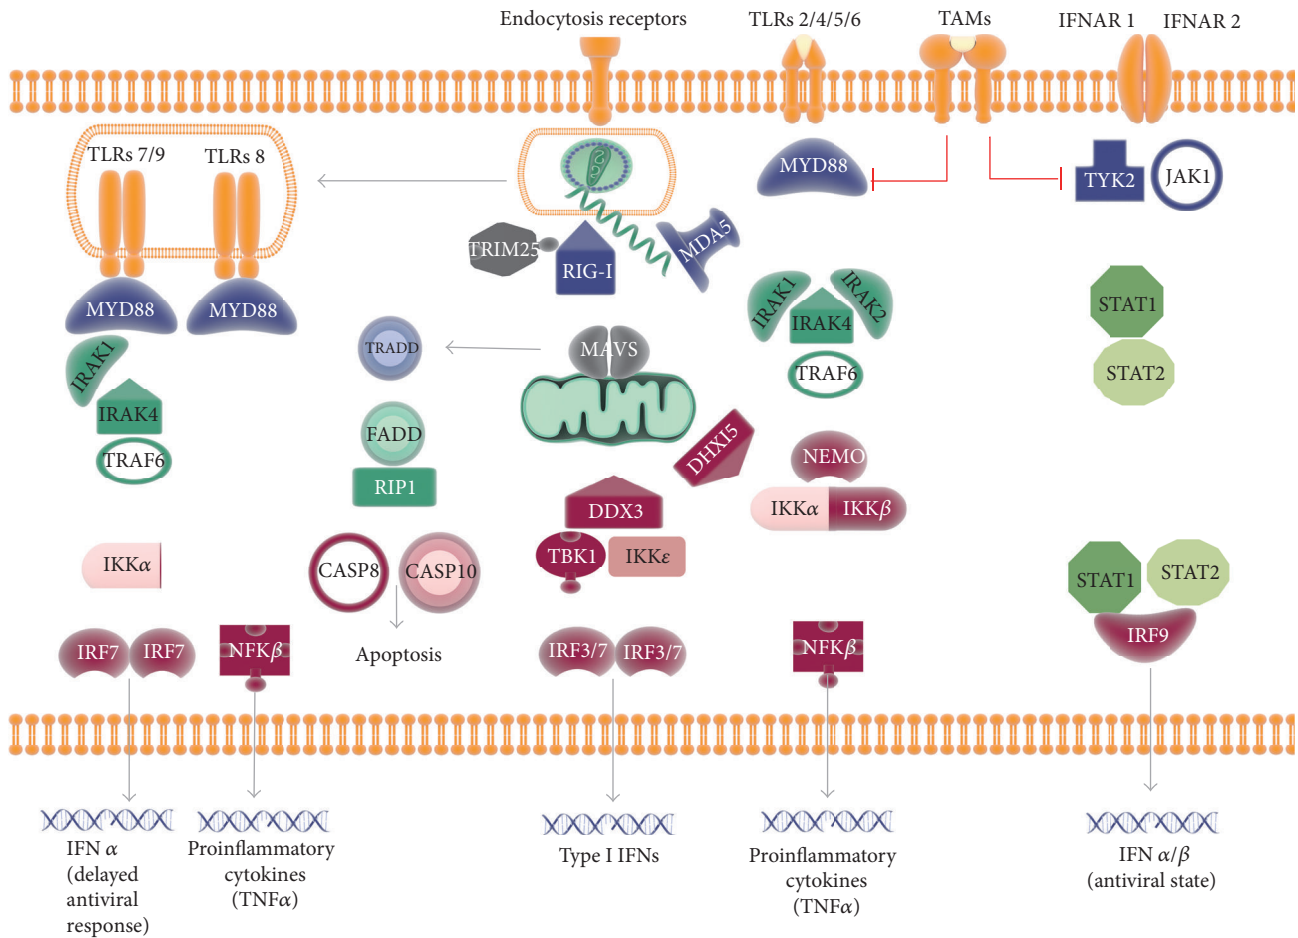 Endocytosis receptors
TLRs 2/4/5/6
TAMs
IFNAR 1
IFNAR 2
TLRs 7/9
TLRs 8
MYD88
TYK2
JAK1
TRIM25
RIG-I
MDA5
MYD88
MYD88
IRAK1
IRAK4
TRAF6
TRADD
MAVS
IRAK1
IRAK2
IRAK4
TRAF6
STAT1
STAT2
FADD
RIP1
DHXI5
NEMO
IKKα
IKKβ
DDX3
TBK1
IKKε
IKKα
CASP8
CASP10
STAT1
STAT2
IRF9
IRF7
IRF7
NFKβ
Apoptosis
IRF3/7
IRF3/7
NFKβ
IFN α
(delayed
antiviral
response)
Proinflammatory
cytokines
(TNFα)
Type I IFNs
Proinflammatory
cytokines
(TNFα)
IFN α/β
(antiviral state)